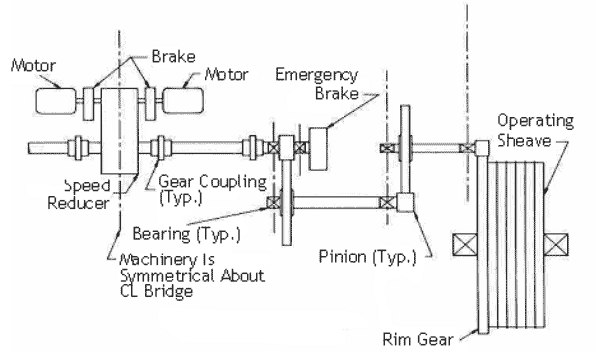 Motor
Brake
Motor
Emergency
Brake
Operating
Sheave
Speed
Reducer
Gear Coupling
(Typ.)
Bearing (Typ.)
Machinery Is
Symmetrical About
CL Bridge
Pinion (Typ.)
Rim Gear